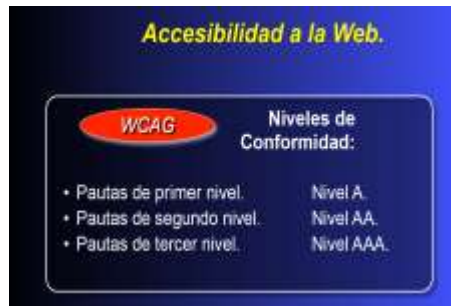 Accesibilidad a la Web.
WCAG
Niveles de
Conformidad:
• Pautas de primer nivel. Nivel A.
• Pautas de segundo nivel. Nivel AA.
• Pautas de tercer nivel. Nivel AAA.